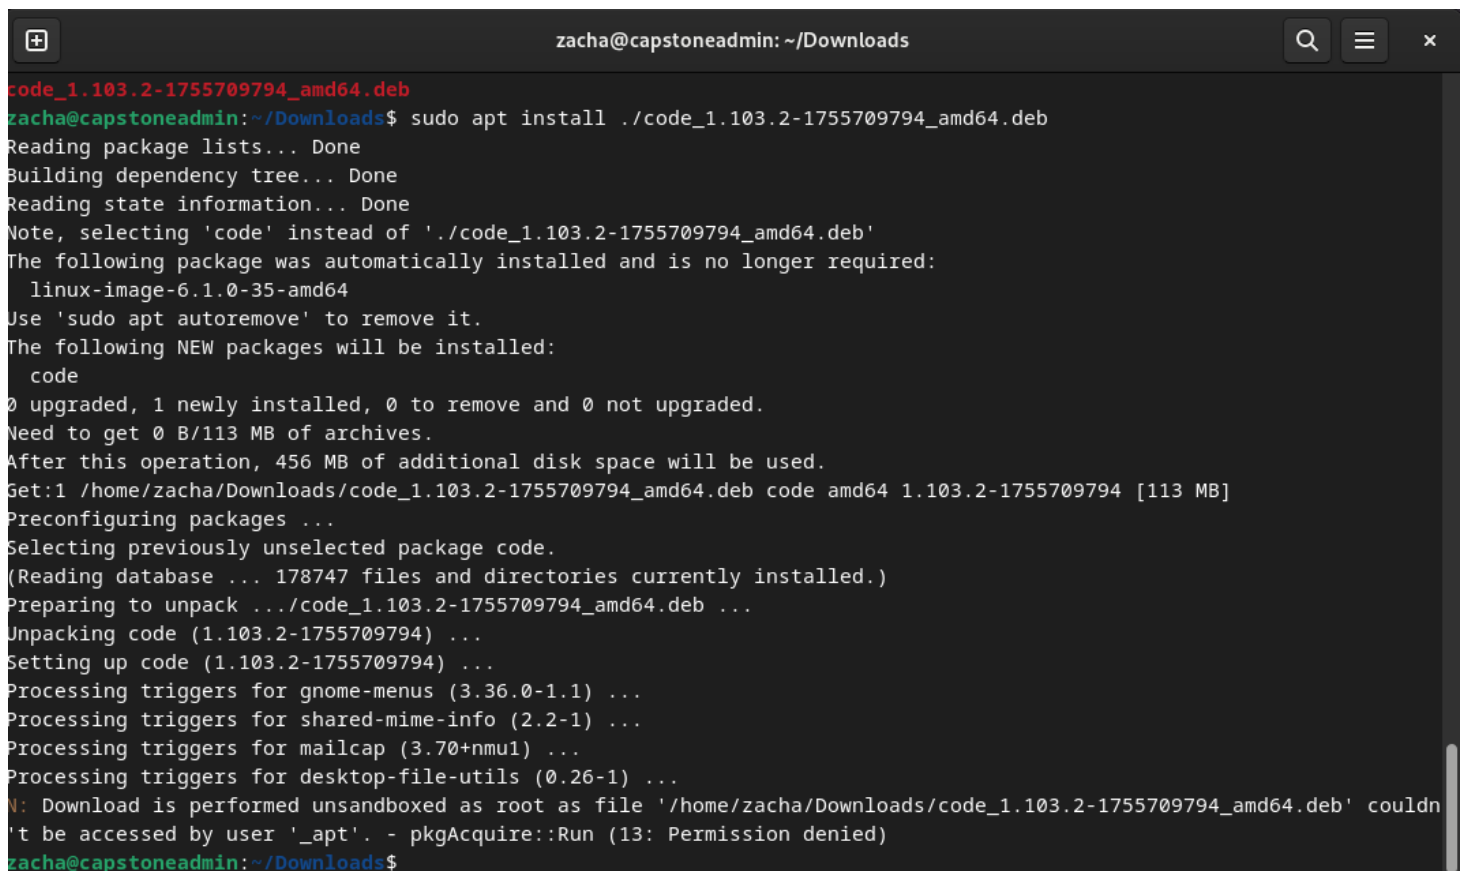 zacha@capstoneadmin: ~/Downloads
code_1.103.2-1755709794_amd64.deb
zacha@capstoneadmin:~/Downloads$ sudo apt install ./code_1.103.2-1755709794_amd64.deb
Reading package lists... Done
Building dependency tree... Done
Reading state information... Done
Note, selecting 'code' instead of './code_1.103.2-1755709794_amd64.deb'
The following package was automatically installed and is no longer required:
  linux-image-6.1.0-35-amd64
Use 'sudo apt autoremove' to remove it.
The following NEW packages will be installed:
  code
0 upgraded, 1 newly installed, 0 to remove and 0 not upgraded.
Need to get 0 B/113 MB of archives.
After this operation, 456 MB of additional disk space will be used.
Get:1 /home/zacha/Downloads/code_1.103.2-1755709794_amd64.deb code amd64 1.103.2-1755709794 [113 MB]
Preconfiguring packages ...
Selecting previously unselected package code.
(Reading database ... 178747 files and directories currently installed.)
Preparing to unpack .../code_1.103.2-1755709794_amd64.deb ...
Unpacking code (1.103.2-1755709794) ...
Setting up code (1.103.2-1755709794) ...
Processing triggers for gnome-menus (3.36.0-1.1) ...
Processing triggers for shared-mime-info (2.2-1) ...
Processing triggers for mailcap (3.70+nmu1) ...
Processing triggers for desktop-file-utils (0.26-1) ...
N: Download is performed unsandboxed as root as file '/home/zacha/Downloads/code_1.103.2-1755709794_amd64.deb' couldn
't be accessed by user '_apt'. - pkgAcquire::Run (13: Permission denied)
zacha@capstoneadmin:~/Downloads$